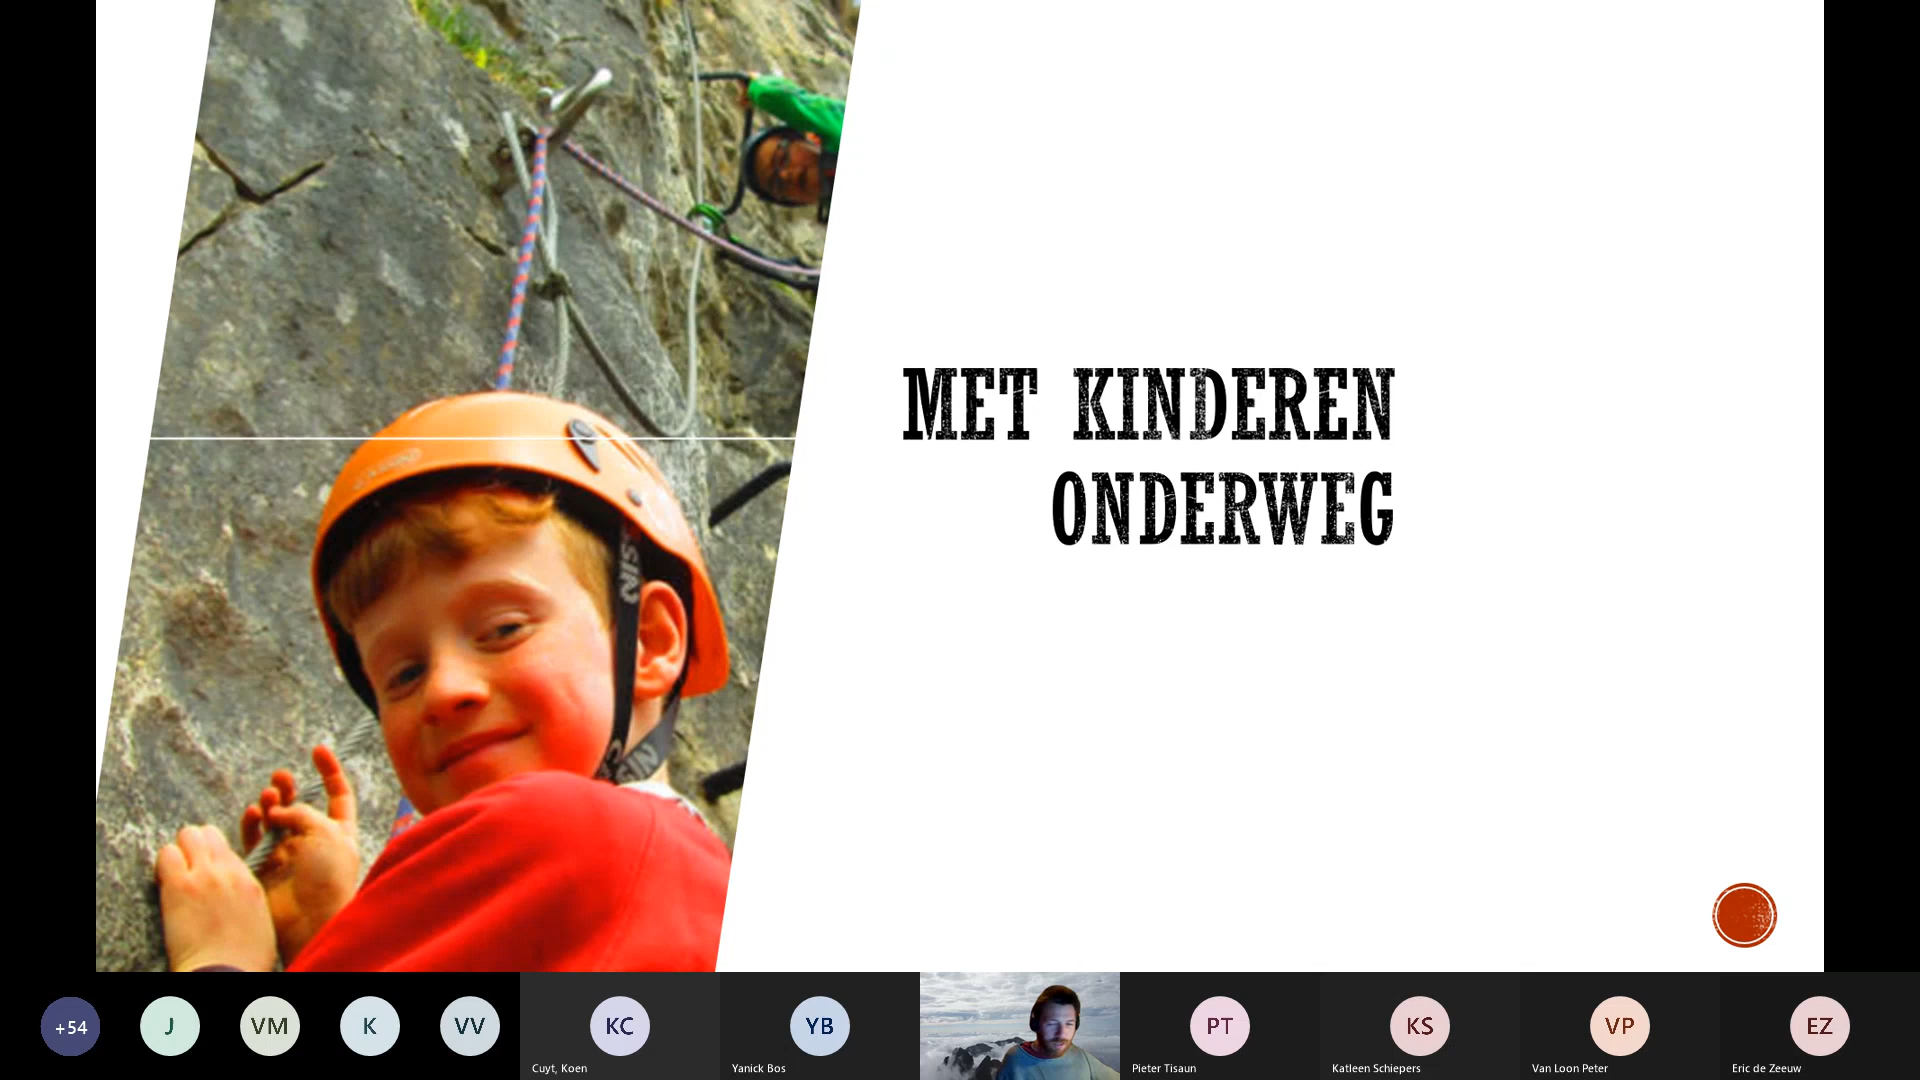 MET KINDEREN
ONDERWEG
+54
J
VM
K
VV
KC
YB
PT
KS
VP
EZ
Cuyt, Koen
Yanick Bos
Pieter Tisaun
Katleen Schiepers
Van Loon Peter
Eric de Zeeuw